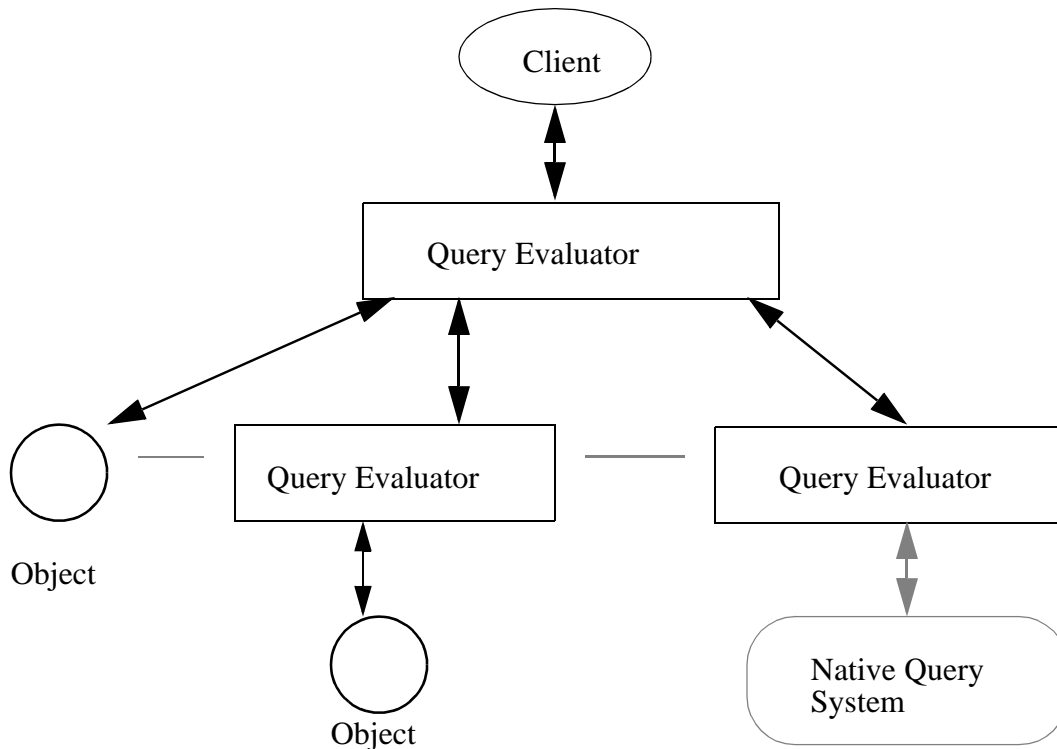 Client
Query Evaluator
Query Evaluator
Query Evaluator
Object
Native Query
System
Object